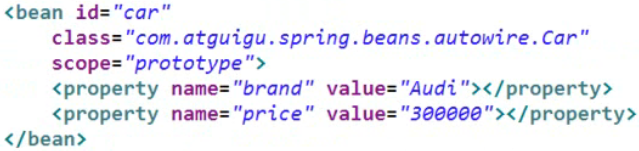 <bean id="car"
class="com.atguigu.spring.beans.autowire.Car"
scope="prototype">
<property name="brand" value="Audi"></property>
<property name="price" value="300000"></property>
</bean>